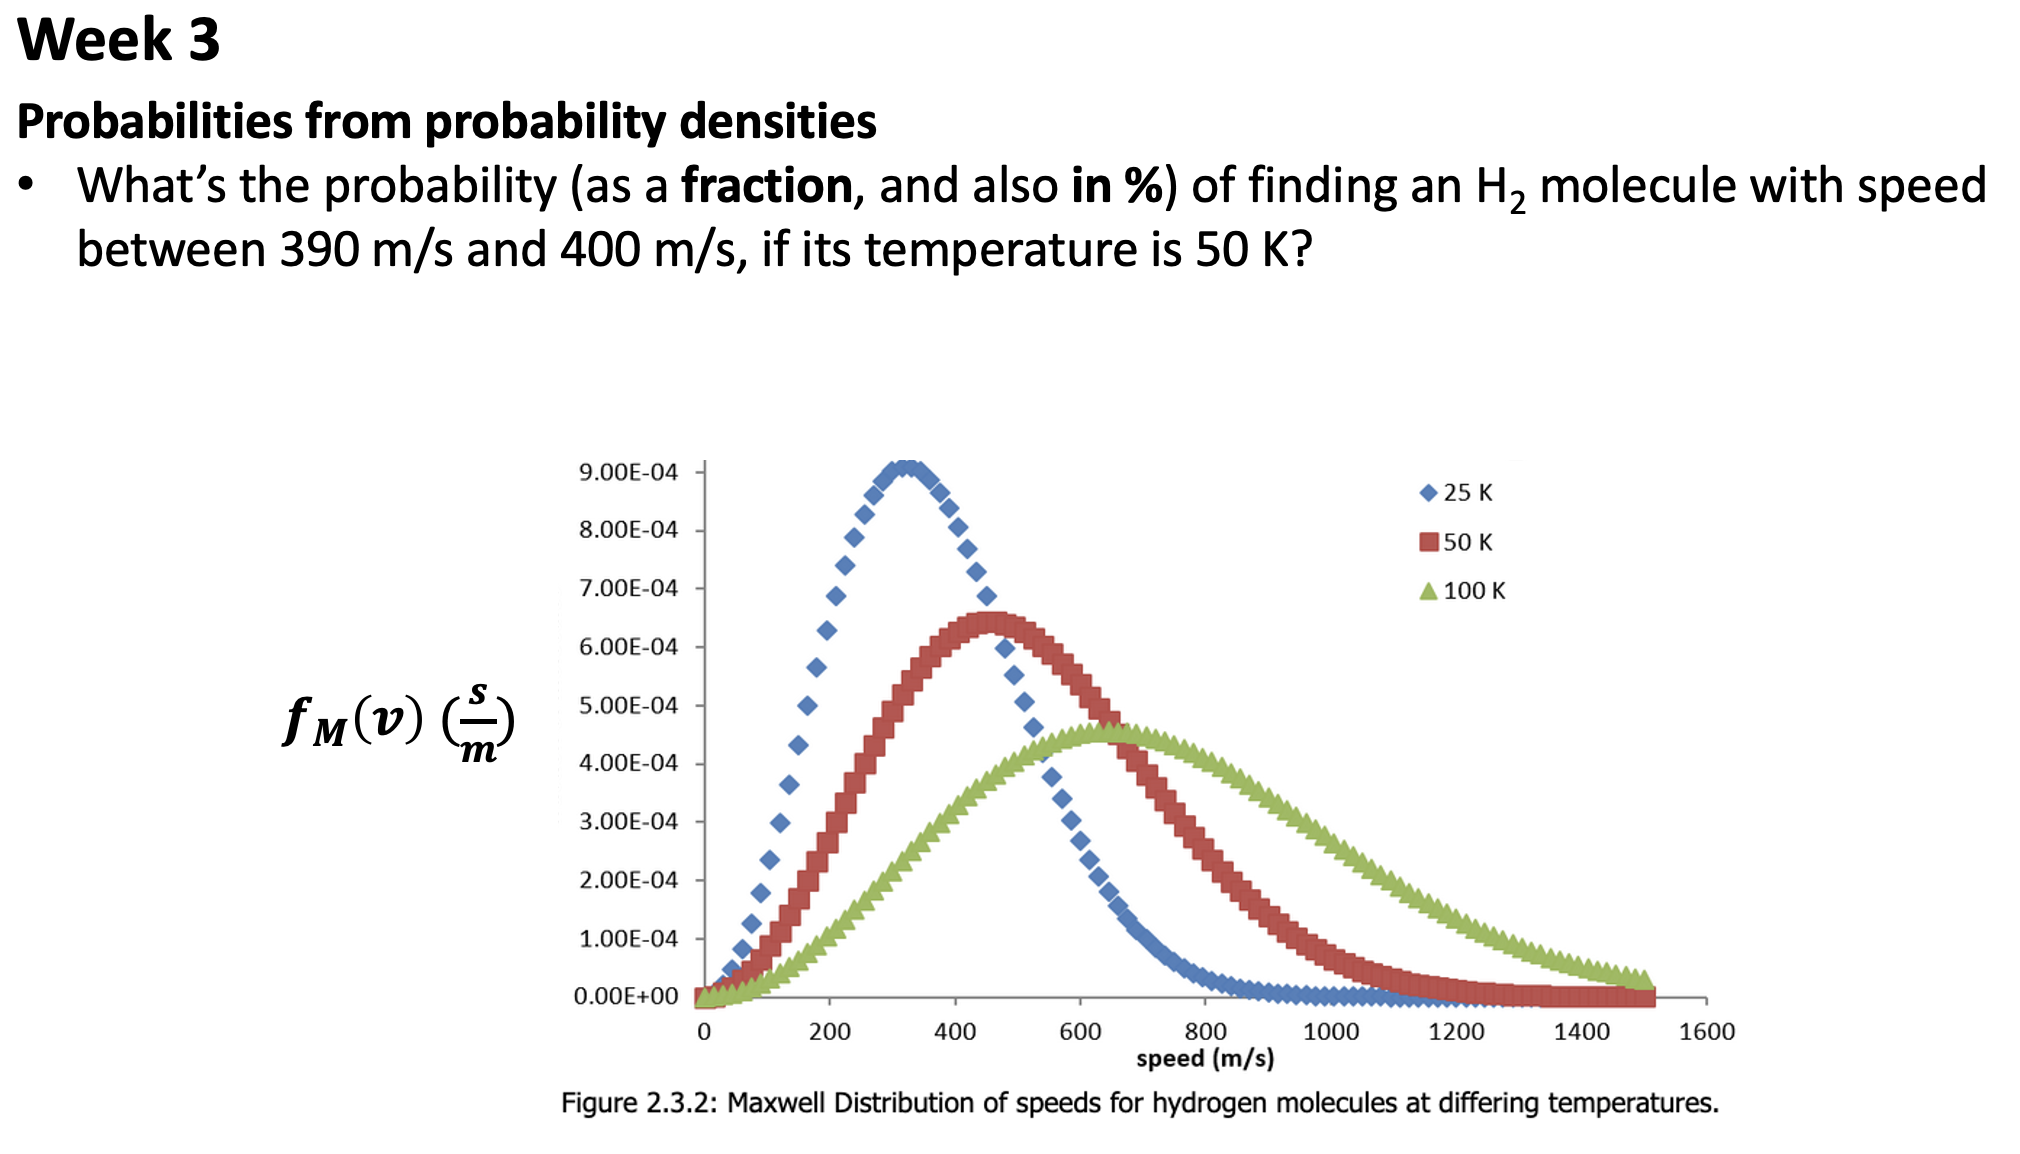 Week 3
Probabilities from probability densities
• What’s the probability (as a fraction, and also in %) of finding an H₂ molecule with speed
between 390 m/s and 400 m/s, if its temperature is 50 K?
9.00E-04
8.00E-04
7.00E-04
6.00E-04
5.00E-04
4.00E-04
3.00E-04
2.00E-04
1.00E-04
0.00E+00
25 K
50 K
100 K
f_M(v) (s/m)
0 200 400 600 800 1000 1200 1400 1600
speed (m/s)
Figure 2.3.2: Maxwell Distribution of speeds for hydrogen molecules at differing temperatures.